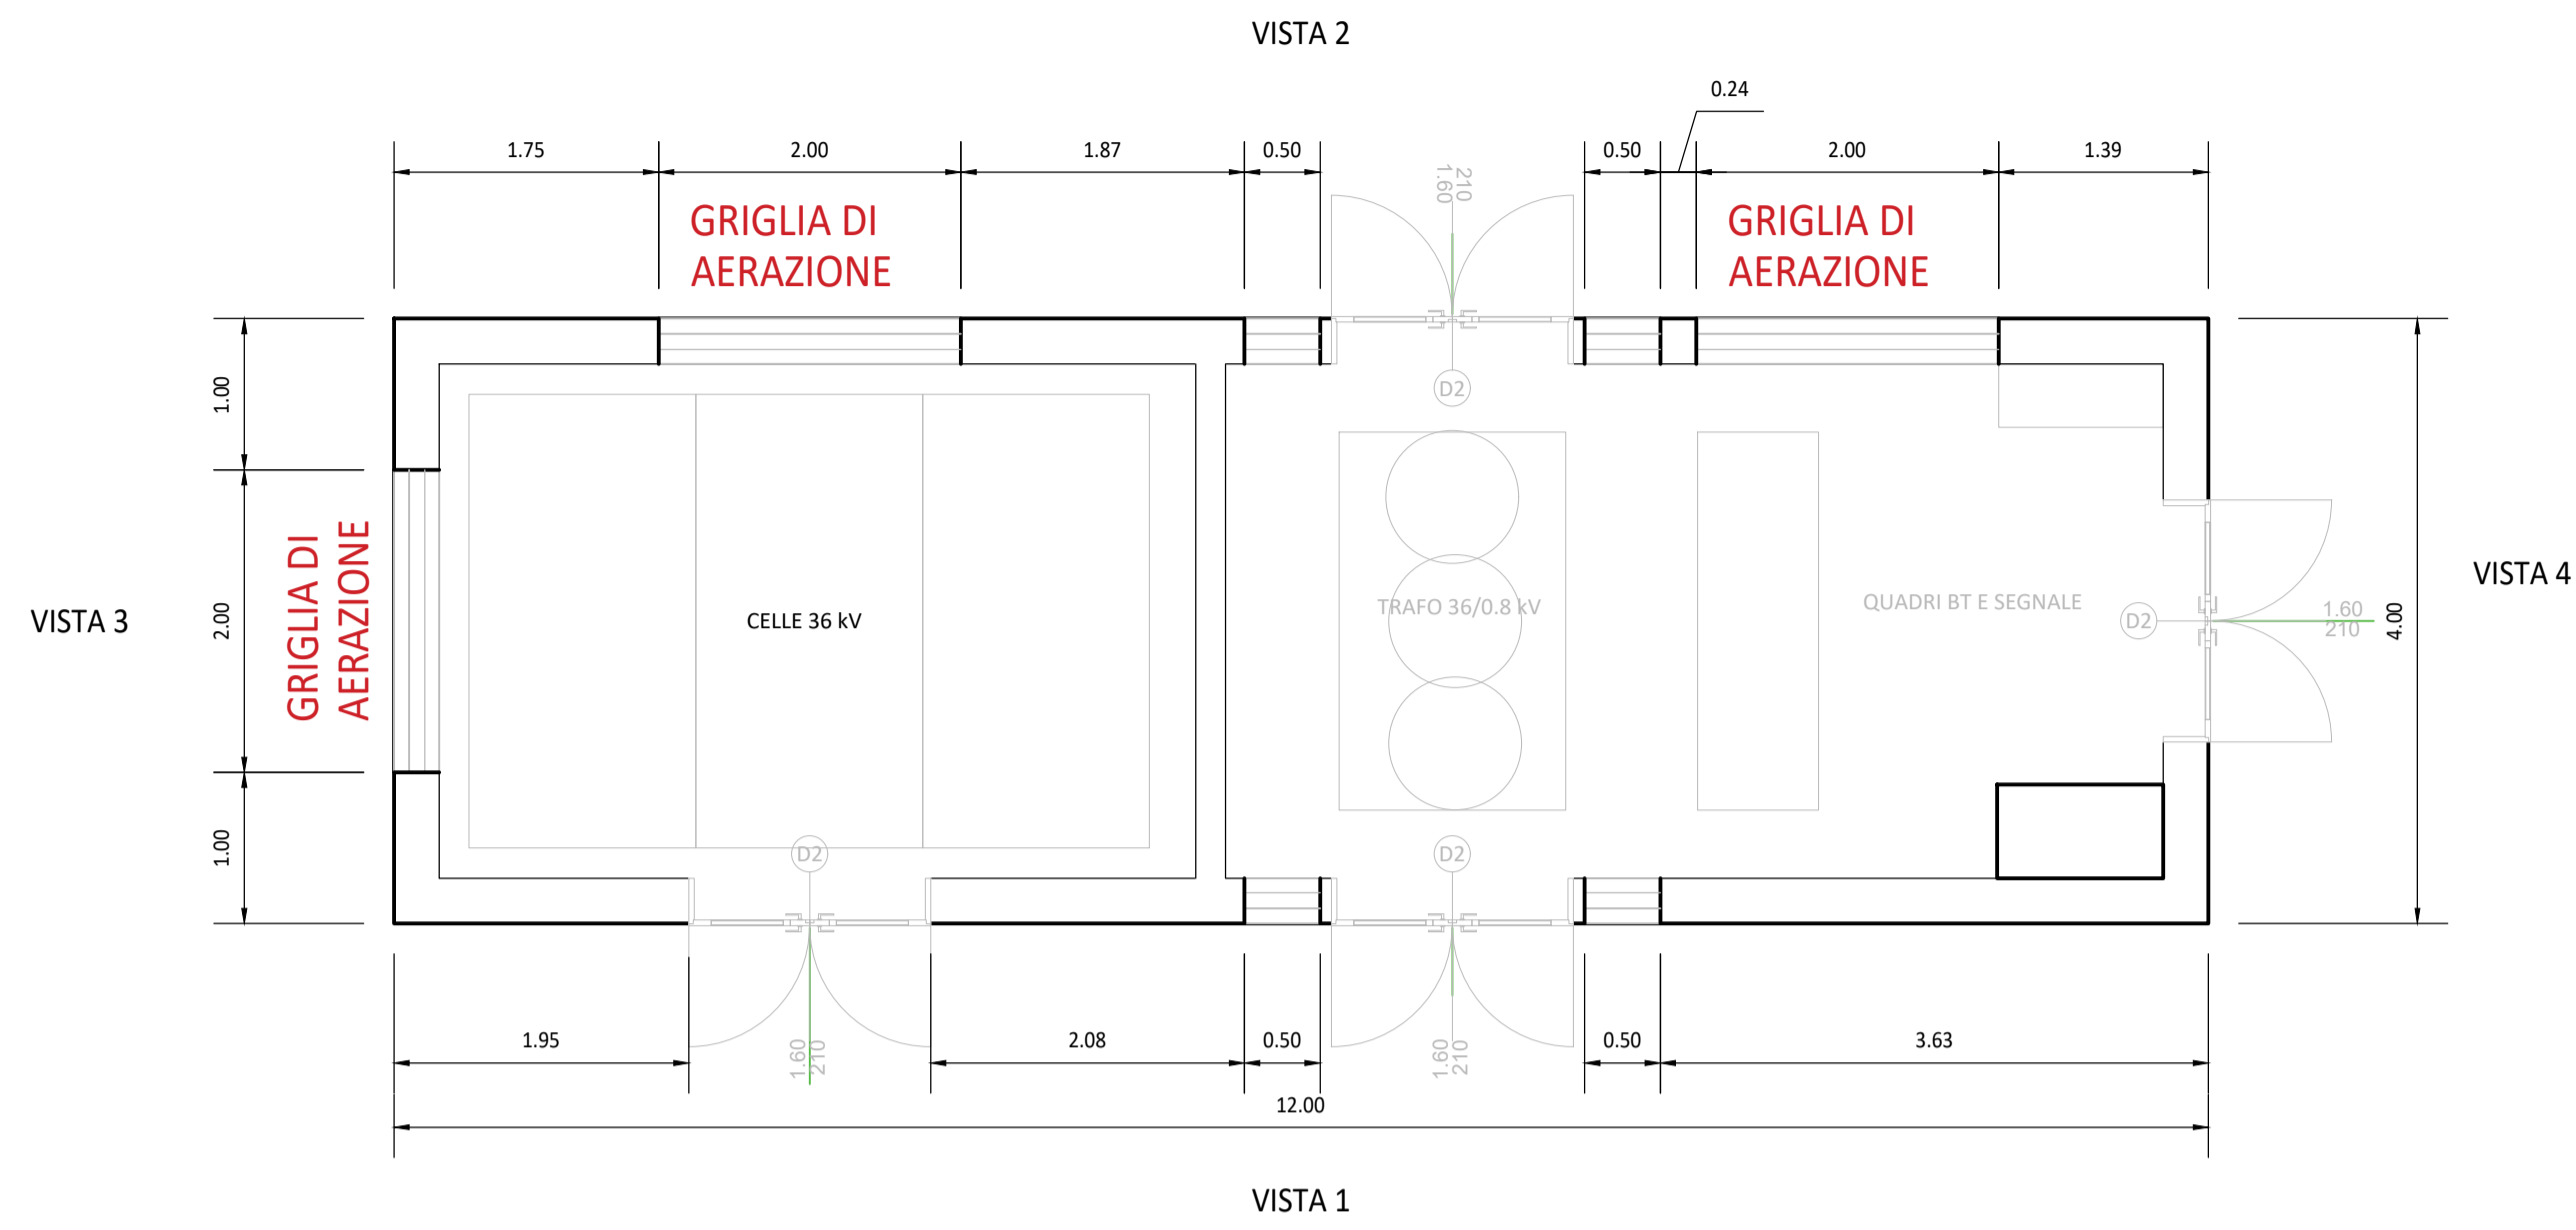 VISTA 2
0.24
1.75
2.00
1.87
0.50
0.50
2.00
1.39
1.60
210
GRIGLIA DI
AERAZIONE
GRIGLIA DI
AERAZIONE
D2
1.00
2.00
1.00
GRIGLIA DI
AERAZIONE
VISTA 3
CELLE 36 kV
TRAFO 36/0.8 kV
QUADRI BT E SEGNALE
D2
1.60
210
4.00
VISTA 4
D2
D2
1.95
1.60
210
2.08
0.50
1.60
210
0.50
3.63
12.00
VISTA 1